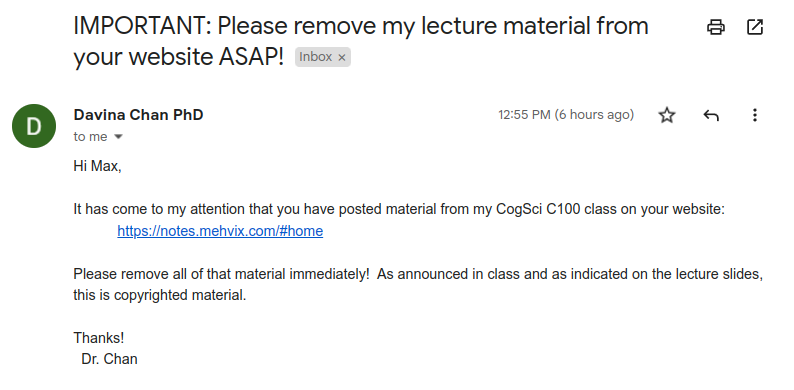 IMPORTANT: Please remove my lecture material from
your website ASAP! Inbox ×
D
Davina Chan PhD 12:55 PM (6 hours ago)
to me
Hi Max,
It has come to my attention that you have posted material from my CogSci C100 class on your website:
https://notes.mehvix.com/#home
Please remove all of that material immediately!  As announced in class and as indicated on the lecture slides,
this is copyrighted material.
Thanks!
Dr. Chan